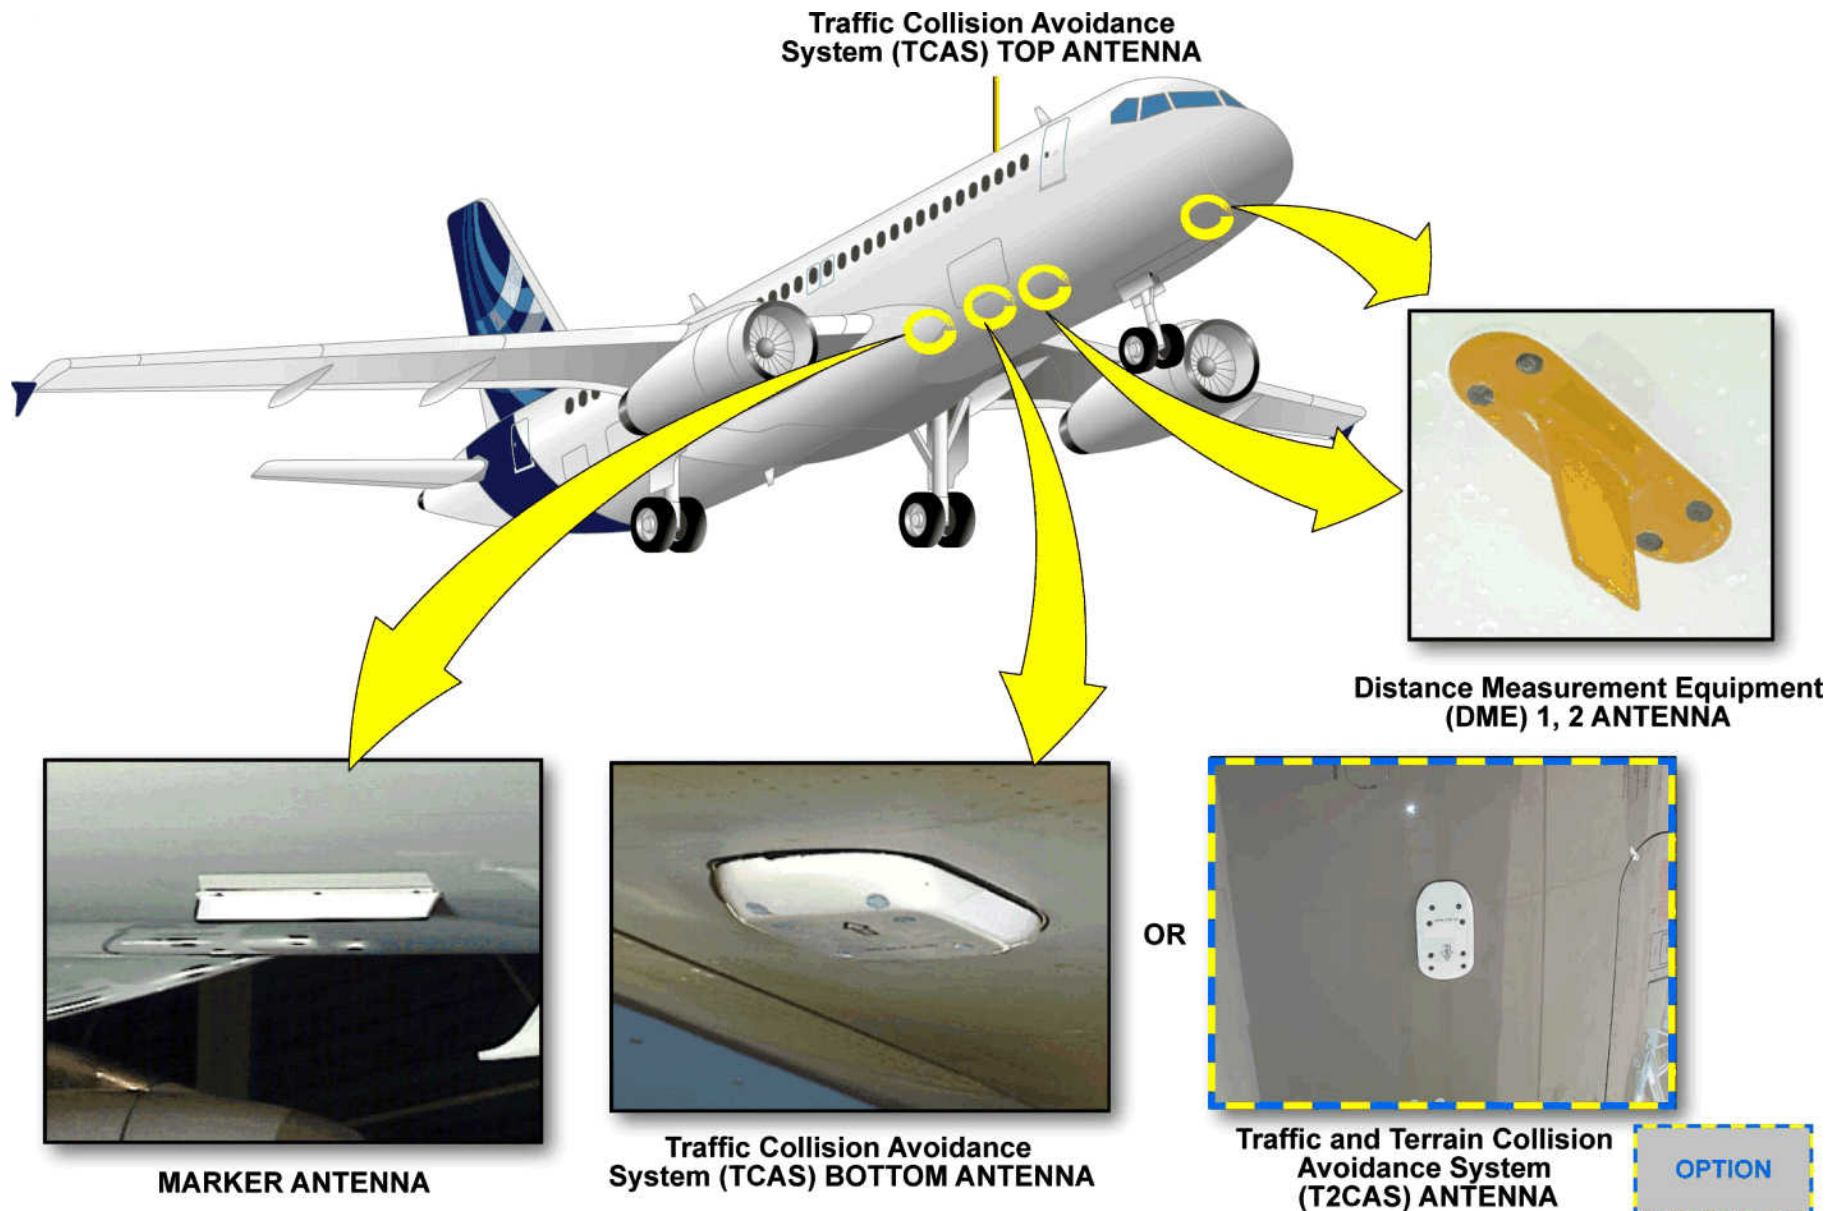 Traffic Collision Avoidance
System (TCAS) TOP ANTENNA
Distance Measurement Equipment
(DME) 1, 2 ANTENNA
OR
MARKER ANTENNA
Traffic Collision Avoidance
System (TCAS) BOTTOM ANTENNA
Traffic and Terrain Collision
Avoidance System
(T2CAS) ANTENNA
OPTION